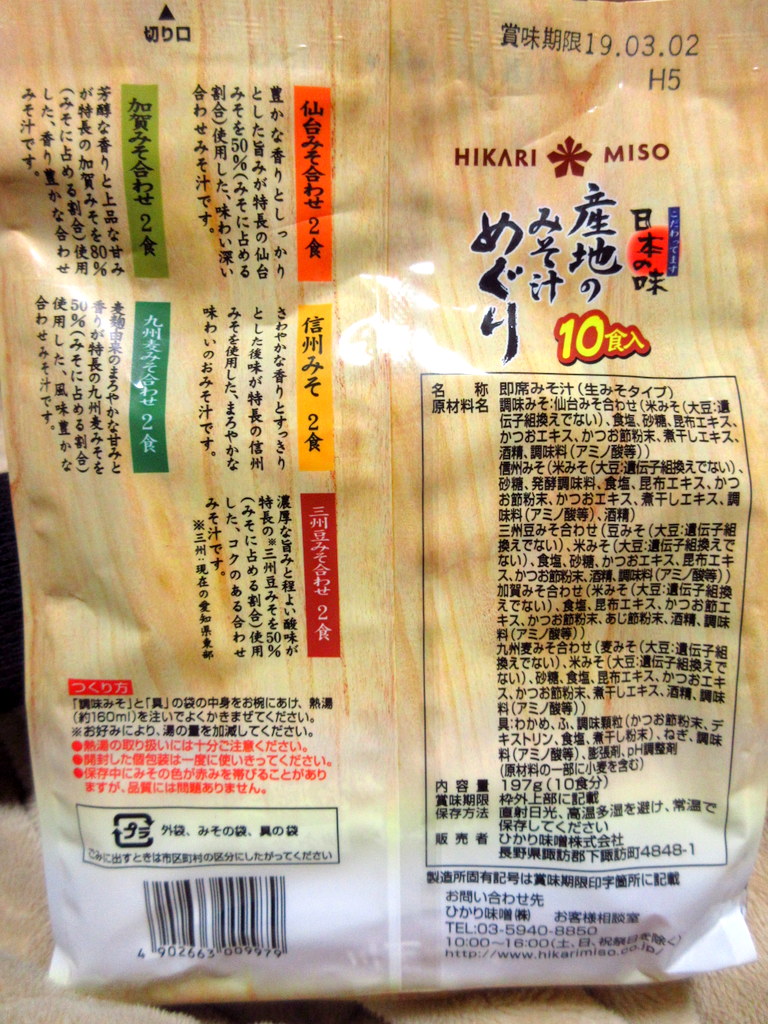 ▲
切り口
賞味期限19.03.02
H5
HIKARI MISO
こだわってます
日本の味
産地の
みそ汁
めぐり
10食入
仙台みそ合わせ 2食
豊かな香りとしっかり
とした旨みが特長の仙台
みそを50%(みそに占める
割合)使用した、味わい深い
合わせみそ汁です。
加賀みそ合わせ 2食
芳醇な香りと上品な甘み
が特長の加賀みそを80%
(みそに占める割合)使用
した、香り豊かな合わせ
みそ汁です。
信州みそ 2食
さわやかな香りとすっきり
とした後味が特長の信州
みそを使用した、まろやかな
味わいのおみそ汁です。
九州麦みそ合わせ 2食
麦麹由来のまろやかな甘みと
香りが特長の九州麦みそを
50%(みそに占める割合)
使用した、風味豊かな
合わせみそ汁です。
三州豆みそ合わせ 2食
濃厚な旨みと程よい酸味が
特長の※三州豆みそを50%
(みそに占める割合)使用
した、コクのある合わせ
みそ汁です。
※三州：現在の愛知県東部
つくり方
「調味みそ」と「具」の袋の中身をお椀にあけ、熱湯
(約160ml)を注いでよくかきまぜてください。
※お好みにより、湯の量を加減してください。
●熱湯の取り扱いには十分ご注意ください。
●開封した個包装は一度に使いきってください。
●保存中にみその色が赤みを帯びることがあり
ますが、品質には問題ありません。
プラ 外袋、みその袋、具の袋
ごみに出すときは市区町村の区分にしたがってください
4 902663 009979
名称 即席みそ汁(生みそタイプ)
原材料名 調味みそ:仙台みそ合わせ(米みそ(大豆:遺
伝子組換えでない)、食塩、砂糖、昆布エキス、
かつおエキス、かつお節粉末、煮干しエキス、
酒精、調味料(アミノ酸等))
信州みそ(米みそ(大豆:遺伝子組換えでない)、
砂糖、発酵調味料、食塩、昆布エキス、かつ
お節粉末、かつおエキス、煮干しエキス、調
味料(アミノ酸等)、酒精)
三州豆みそ合わせ(豆みそ(大豆:遺伝子組
換えでない)、米みそ(大豆:遺伝子組換えで
ない)、食塩、砂糖、かつおエキス、昆布エキ
ス、かつお節粉末、酒精、調味料(アミノ酸等))
加賀みそ合わせ(米みそ(大豆:遺伝子組換
えでない)、食塩、昆布エキス、かつお節エ
キス、かつお節粉末、あじ節粉末、酒精、調味
料(アミノ酸等))
九州麦みそ合わせ(麦みそ(大豆:遺伝子組
換えでない)、米みそ(大豆:遺伝子組換えで
ない)、砂糖、食塩、昆布エキス、かつおエキ
ス、かつお節粉末、煮干しエキス、酒精、調味
料(アミノ酸等))
具:わかめ、ふ、調味顆粒(かつお節粉末、デ
キストリン、食塩、煮干し粉末)、ねぎ、調味
料(アミノ酸等)、膨張剤、pH調整剤
(原材料の一部に小麦を含む)
内容量 197g(10食分)
賞味期限 枠外上部に記載
保存方法 直射日光、高温多湿を避け、常温で
保存してください
販売者 ひかり味噌株式会社
長野県諏訪郡下諏訪町4848-1
製造所固有記号は賞味期限印字箇所に記載
お問い合わせ先
ひかり味噌㈱ お客様相談室
TEL:03-5940-8850
10:00〜16:00(土、日、祝祭日を除く)
http://www.hikarimiso.co.jp/